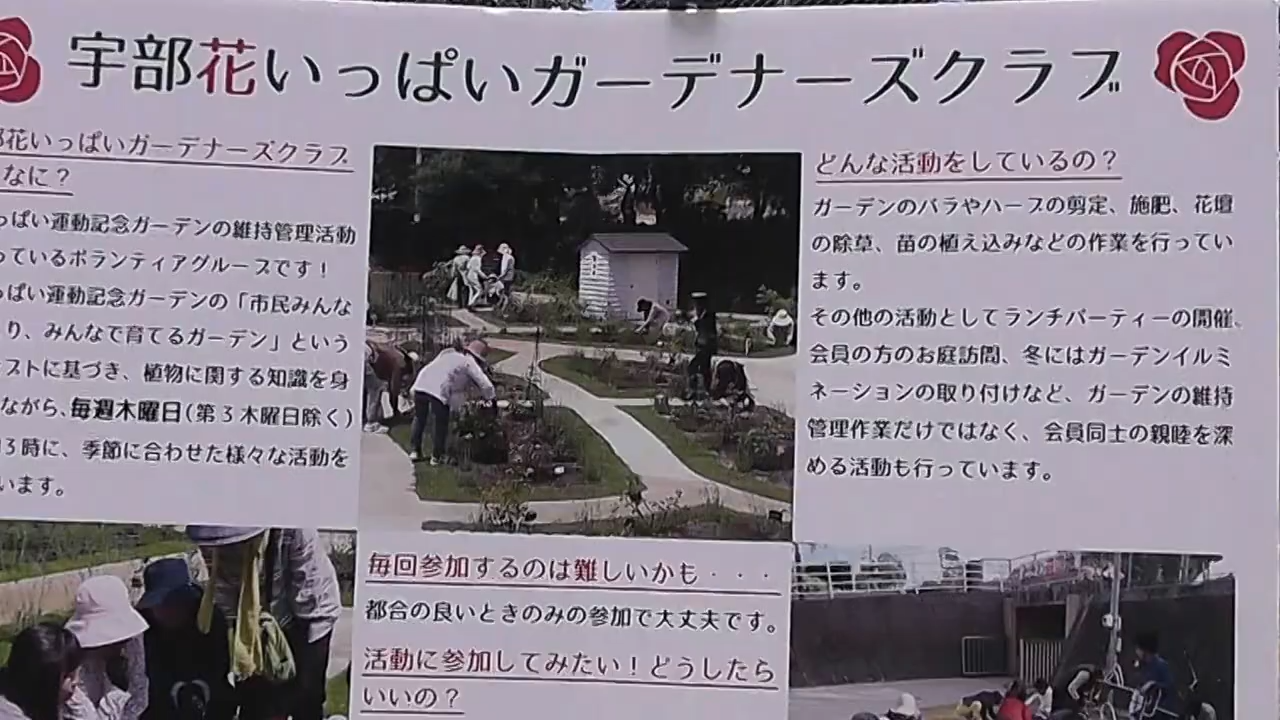 宇部花いっぱいガーデナーズクラブ
花いっぱいガーデナーズクラブ
なに？
っぱい運動記念ガーデンの維持管理活動
っているボランティアグループです！
っぱい運動記念ガーデンの「市民みんな
り、みんなで育てるガーデン」という
プトに基づき、植物に関する知識を身
ながら、毎週木曜日(第３木曜日除く)
3時に、季節に合わせた様々な活動を
います。
毎回参加するのは難しいかも・・・
都合の良いときのみの参加で大丈夫です。
活動に参加してみたい！どうしたら
いいの？
どんな活動をしているの？
ガーデンのバラやハーブの剪定、施肥、花壇
の除草、苗の植え込みなどの作業を行ってい
ます。
その他の活動としてランチパーティーの開催、
会員の方のお庭訪問、冬にはガーデンイルミ
ネーションの取り付けなど、ガーデンの維持
管理作業だけではなく、会員同士の親睦を深
める活動も行っています。